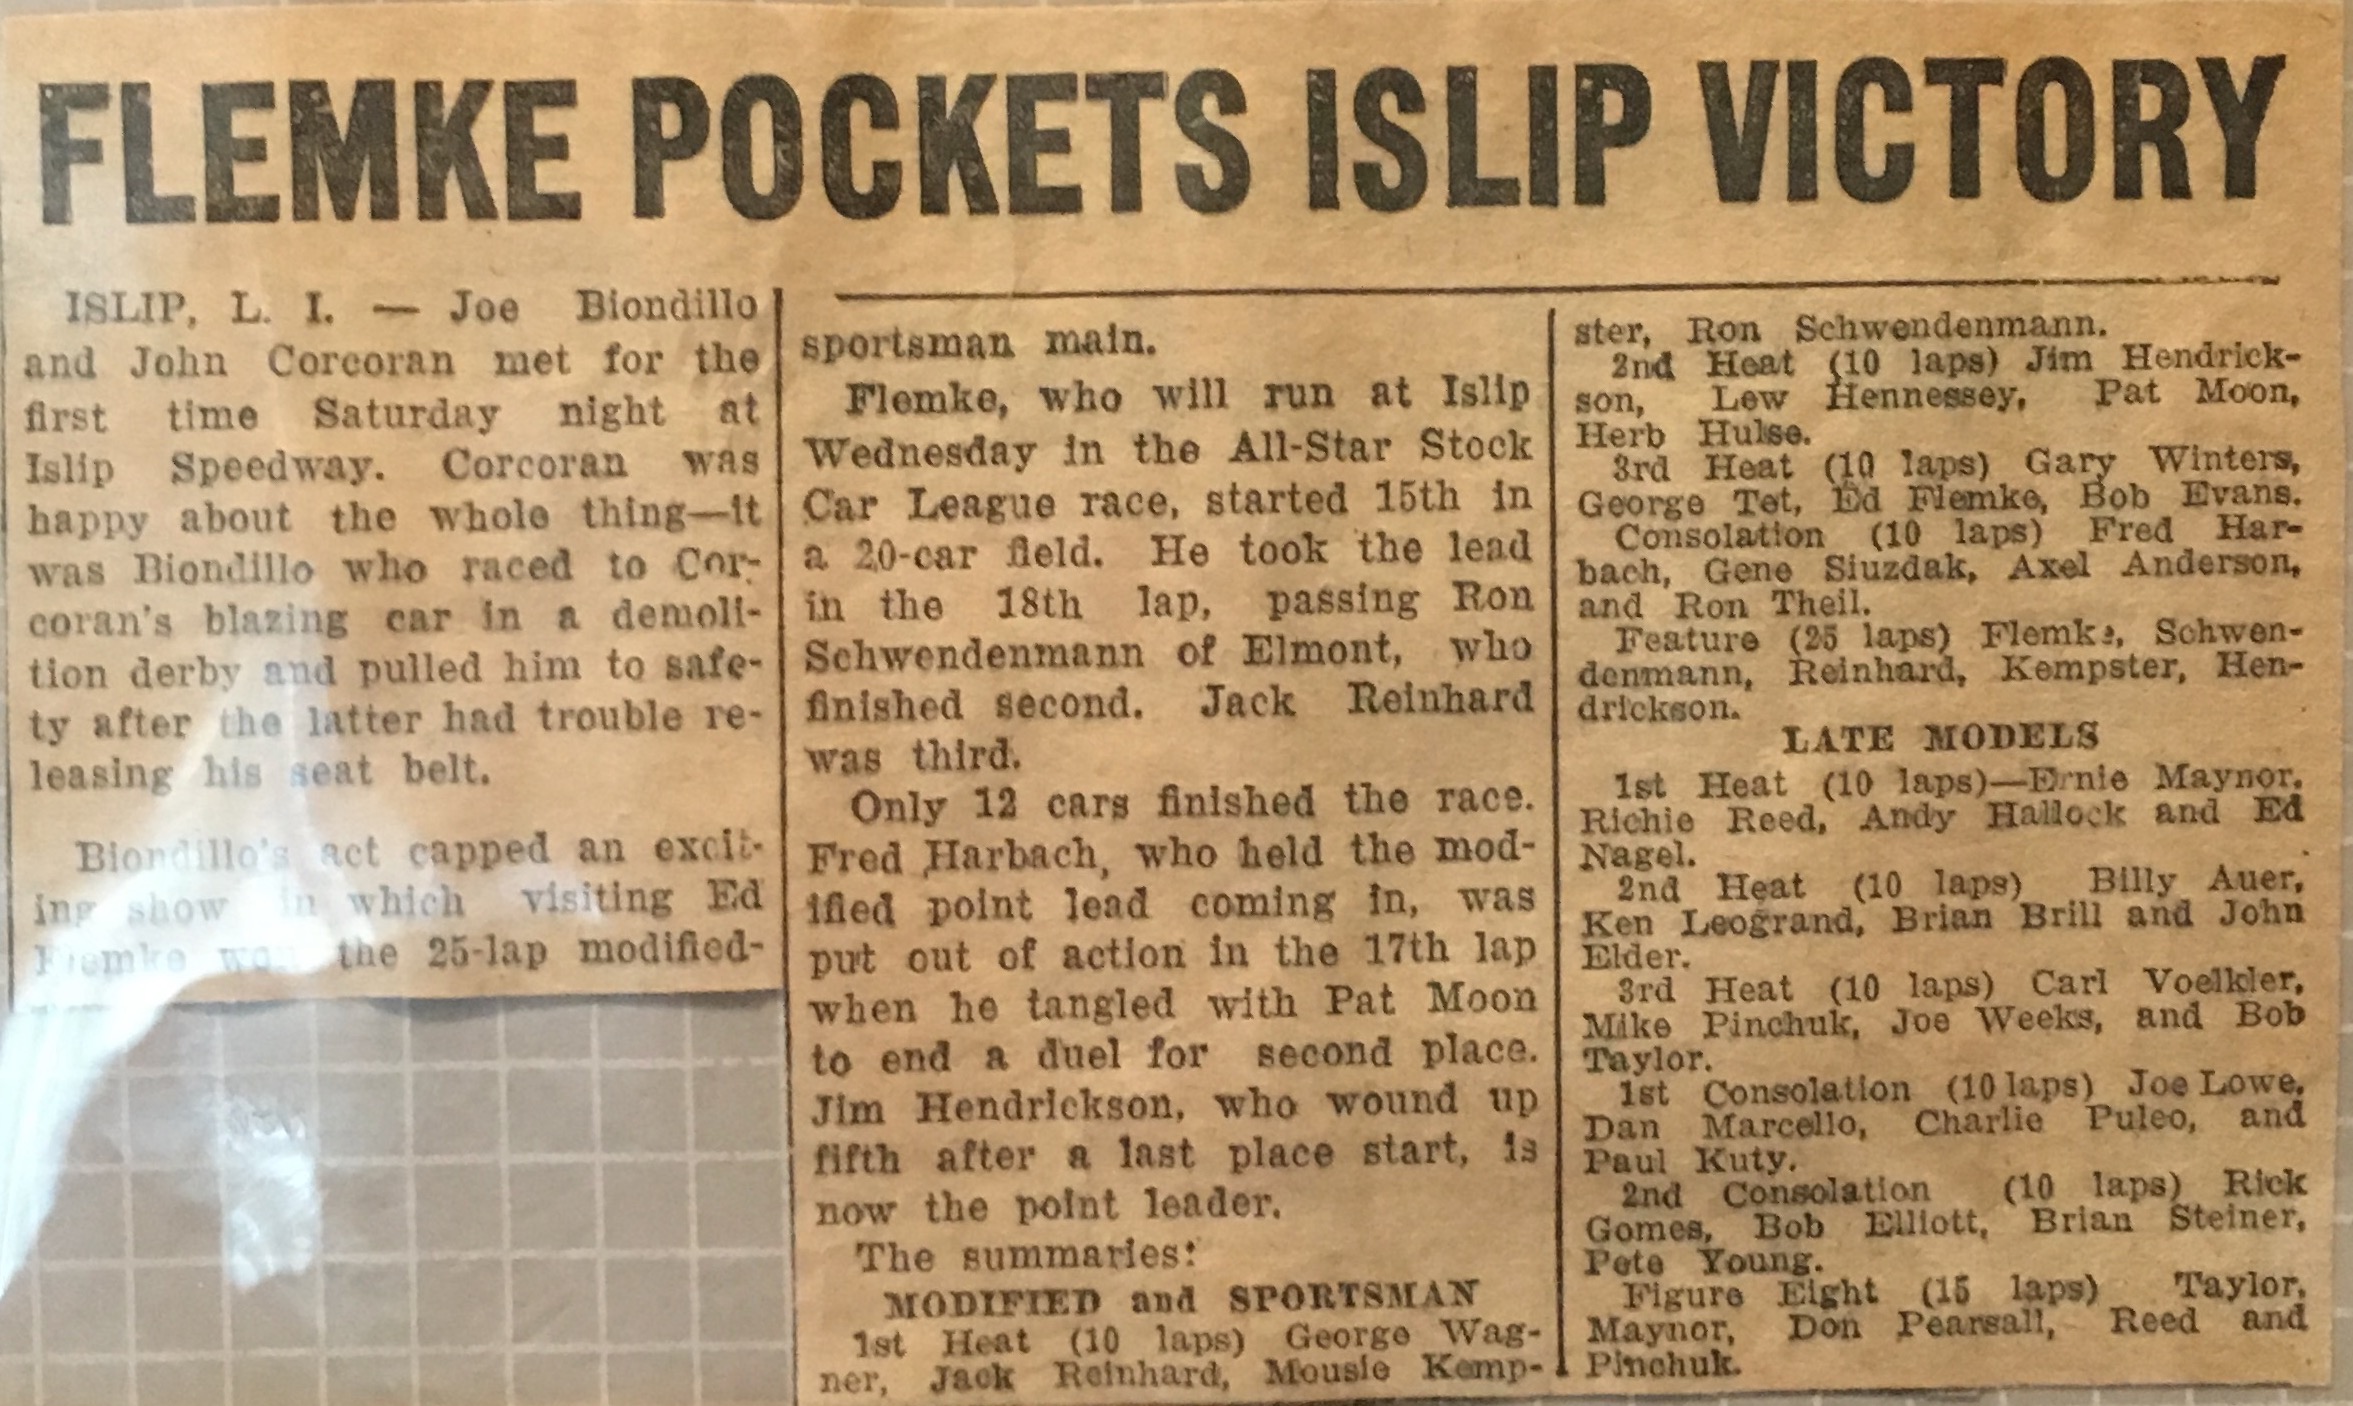 FLEMKE POCKETS ISLIP VICTORY
ISLIP, L. I. — Joe Biondillo
and John Corcoran met for the
first time Saturday night at
Islip Speedway. Corcoran was
happy about the whole thing—it
was Biondillo who raced to Cor-
coran's blazing car in a demoli-
tion derby and pulled him to safe-
ty after the latter had trouble re-
leasing his seat belt.
Biondillo's act capped an excit-
ing show in which visiting Ed
Flemke won the 25-lap modified-
sportsman main.
Flemke, who will run at Islip
Wednesday in the All-Star Stock
Car League race, started 15th in
a 20-car field. He took the lead
in the 18th lap, passing Ron
Schwendenmann of Elmont, who
finished second. Jack Reinhard
was third.
Only 12 cars finished the race.
Fred Harbach, who held the mod-
ified point lead coming in, was
put out of action in the 17th lap
when he tangled with Pat Moon
to end a duel for second place.
Jim Hendrickson, who wound up
fifth after a last place start, is
now the point leader.
The summaries:
MODIFIED and SPORTSMAN
1st Heat (10 laps) George Wag-
ner, Jack Reinhard, Mousie Kemp-
ster, Ron Schwendenmann.
2nd Heat (10 laps) Jim Hendrick-
son, Lew Hennessey, Pat Moon,
Herb Hulse.
3rd Heat (10 laps) Gary Winters,
George Tet, Ed Flemke, Bob Evans.
Consolation (10 laps) Fred Har-
bach, Gene Siuzdak, Axel Anderson,
and Ron Theil.
Feature (25 laps) Flemke, Schwen-
denmann, Reinhard, Kempster, Hen-
drickson.
LATE MODELS
1st Heat (10 laps)—Ernie Maynor,
Richie Reed, Andy Hallock and Ed
Nagel.
2nd Heat (10 laps) Billy Auer,
Ken Leogrand, Brian Brill and John
Elder.
3rd Heat (10 laps) Carl Voelkler,
Mike Pinchuk, Joe Weeks, and Bob
Taylor.
1st Consolation (10 laps) Joe Lowe,
Dan Marcello, Charlie Puleo, and
Paul Kuty.
2nd Consolation (10 laps) Rick
Gomes, Bob Elliott, Brian Steiner,
Pete Young.
Figure Eight (15 laps) Taylor,
Maynor, Don Pearsall, Reed and
Pinchuk.